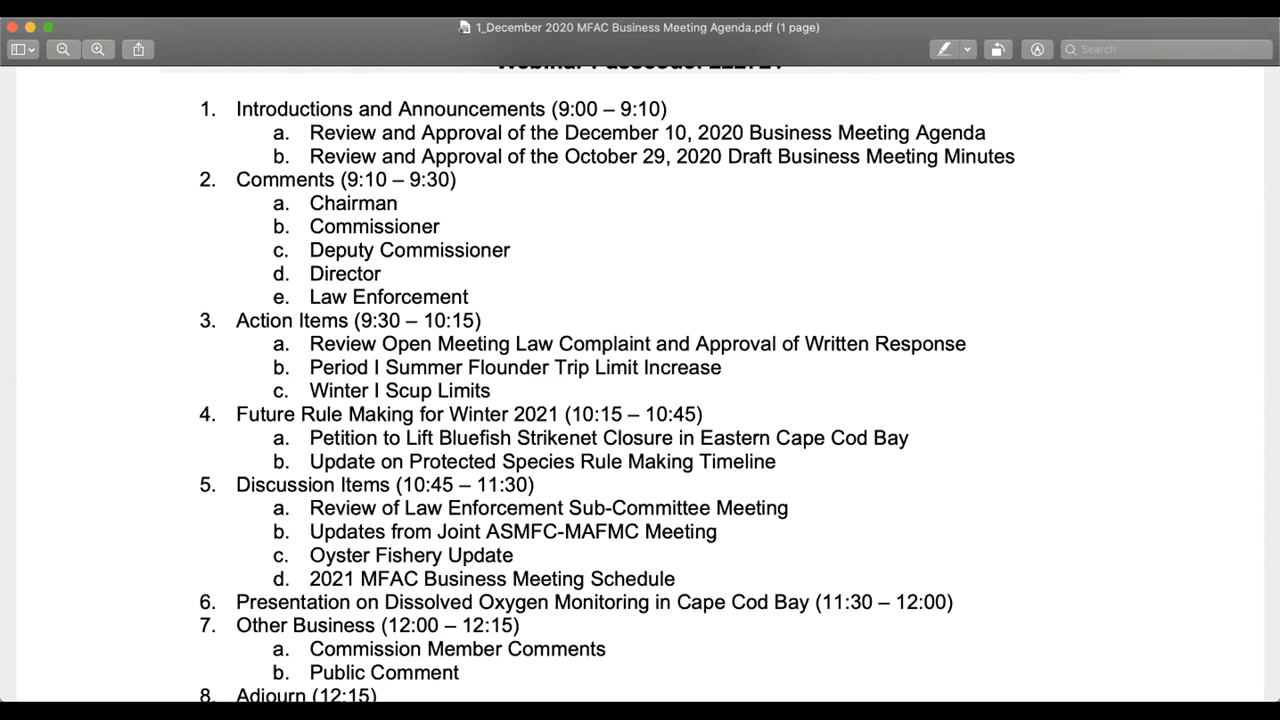 1_December 2020 MFAC Business Meeting Agenda.pdf (1 page)
Search
1. Introductions and Announcements (9:00 – 9:10)
a. Review and Approval of the December 10, 2020 Business Meeting Agenda
b. Review and Approval of the October 29, 2020 Draft Business Meeting Minutes
2. Comments (9:10 – 9:30)
a. Chairman
b. Commissioner
c. Deputy Commissioner
d. Director
e. Law Enforcement
3. Action Items (9:30 – 10:15)
a. Review Open Meeting Law Complaint and Approval of Written Response
b. Period I Summer Flounder Trip Limit Increase
c. Winter I Scup Limits
4. Future Rule Making for Winter 2021 (10:15 – 10:45)
a. Petition to Lift Bluefish Strikenet Closure in Eastern Cape Cod Bay
b. Update on Protected Species Rule Making Timeline
5. Discussion Items (10:45 – 11:30)
a. Review of Law Enforcement Sub-Committee Meeting
b. Updates from Joint ASMFC-MAFMC Meeting
c. Oyster Fishery Update
d. 2021 MFAC Business Meeting Schedule
6. Presentation on Dissolved Oxygen Monitoring in Cape Cod Bay (11:30 – 12:00)
7. Other Business (12:00 – 12:15)
a. Commission Member Comments
b. Public Comment
8. Adjourn (12:15)